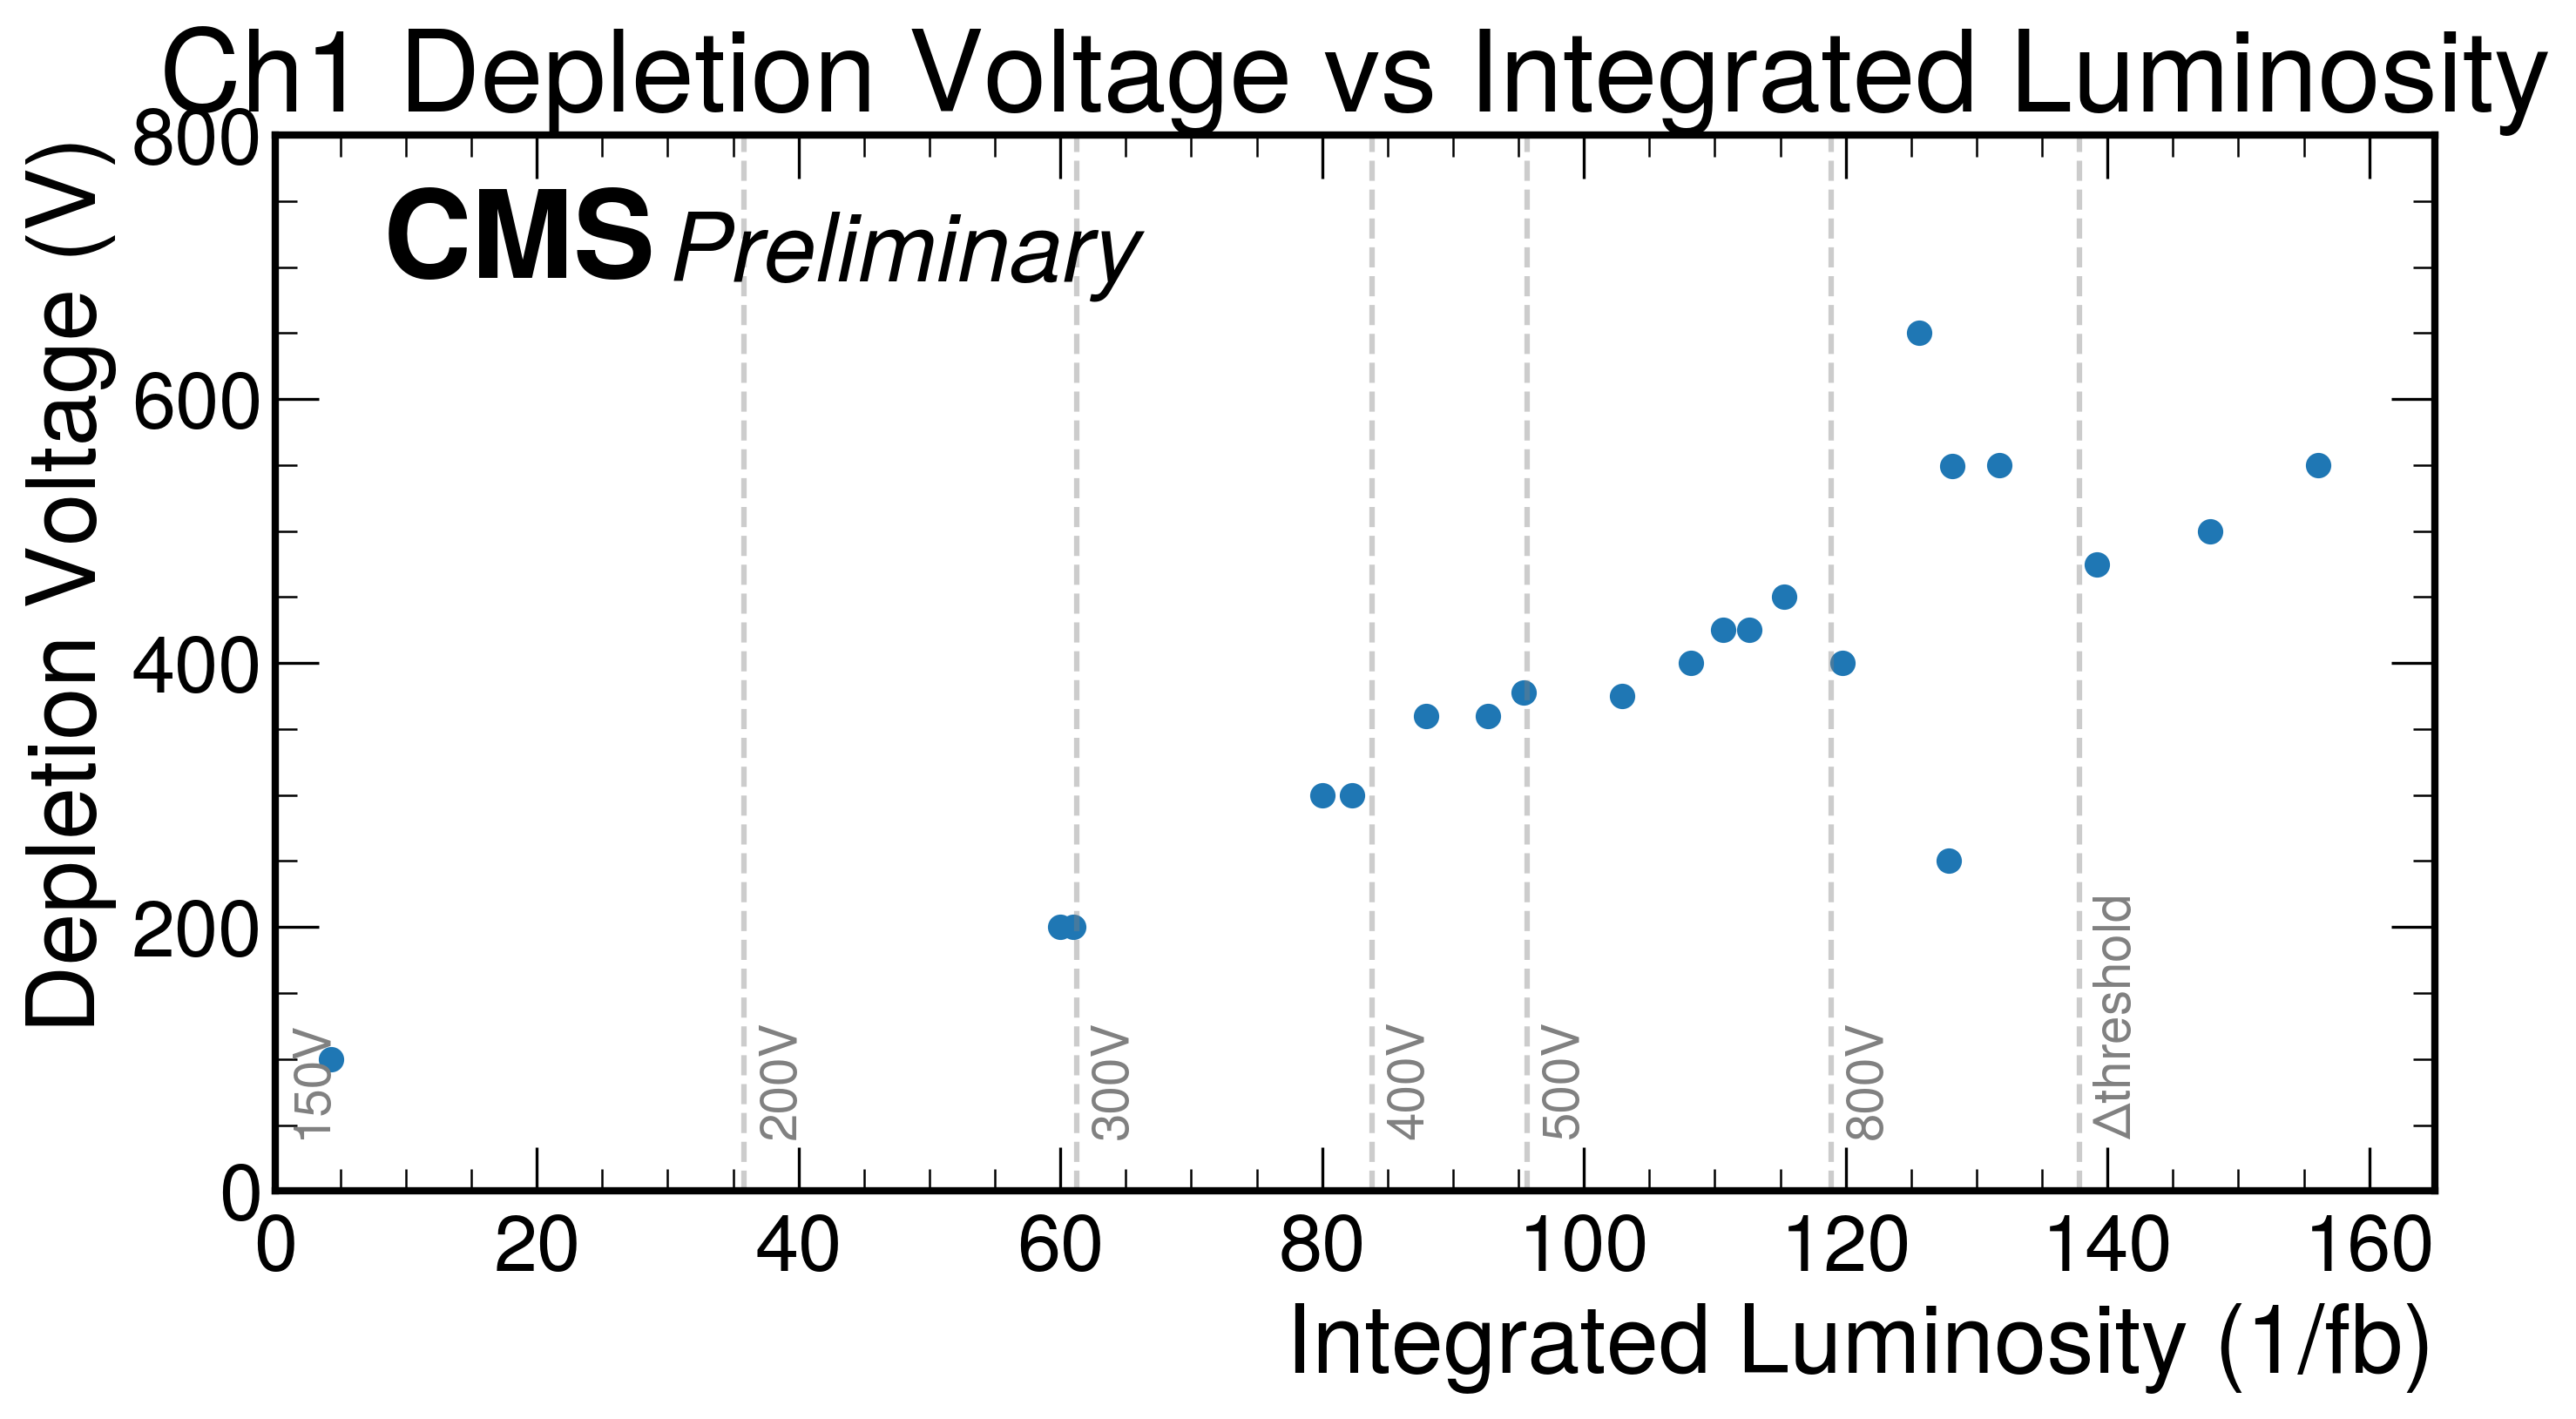 Ch1 Depletion Voltage vs Integrated Luminosity
CMS Preliminary
Depletion Voltage (V)
800
600
400
200
0
150V
200V
300V
400V
500V
800V
Δthreshold
0 20 40 60 80 100 120 140 160
Integrated Luminosity (1/fb)